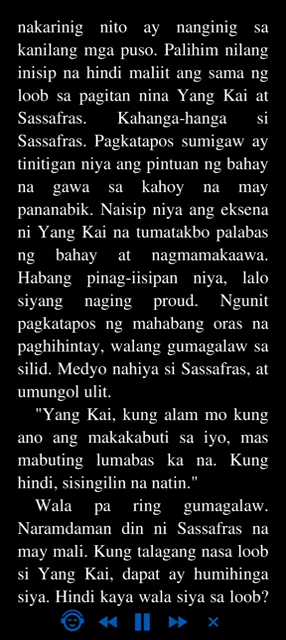 nakarinig nito ay nanginig sa
kanilang mga puso. Palihim nilang
inisip na hindi maliit ang sama ng
loob sa pagitan nina Yang Kai at
Sassafras. Kahanga-hanga si
Sassafras. Pagkatapos sumigaw ay
tinitigan niya ang pintuan ng bahay
na gawa sa kahoy na may
pananabik. Naisip niya ang eksena
ni Yang Kai na tumatakbo palabas
ng bahay at nagmamakaawa.
Habang pinag-iisipan niya, lalo
siyang naging proud. Ngunit
pagkatapos ng mahabang oras na
paghihintay, walang gumagalaw sa
silid. Medyo nahiya si Sassafras, at
umungol ulit.
"Yang Kai, kung alam mo kung
ano ang makakabuti sa iyo, mas
mabuting lumabas ka na. Kung
hindi, sisingilin na natin."
Wala pa ring gumagalaw.
Naramdaman din ni Sassafras na
may mali. Kung talagang nasa loob
si Yang Kai, dapat ay humihinga
siya. Hindi kaya wala siya sa loob?